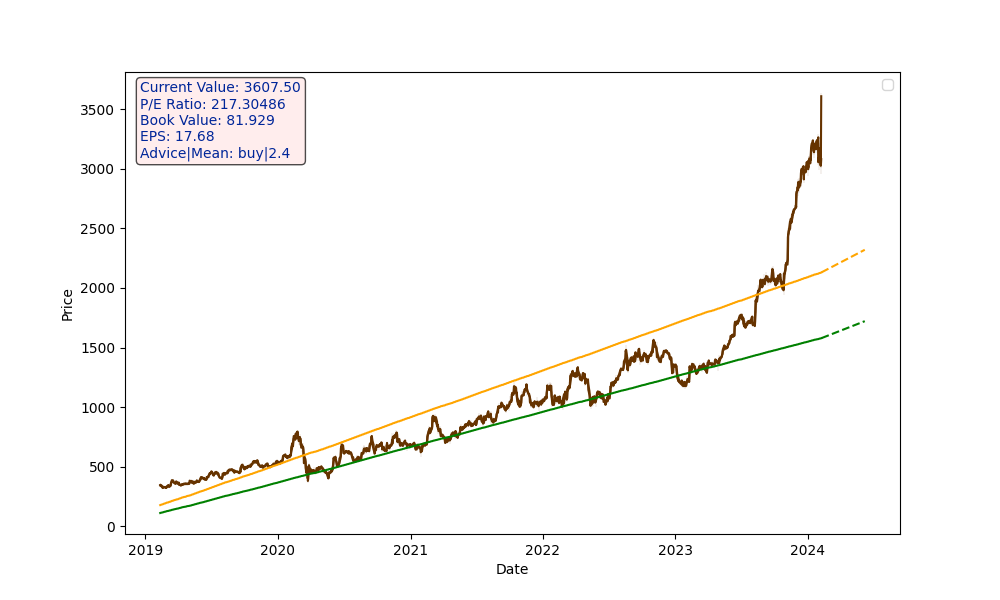 Current Value: 3607.50
P/E Ratio: 217.30486
Book Value: 81.929
EPS: 17.68
Advice|Mean: buy|2.4
3500
3000
2500
2000
1500
1000
500
0
Price
2019
2020
2021
2022
2023
2024
Date